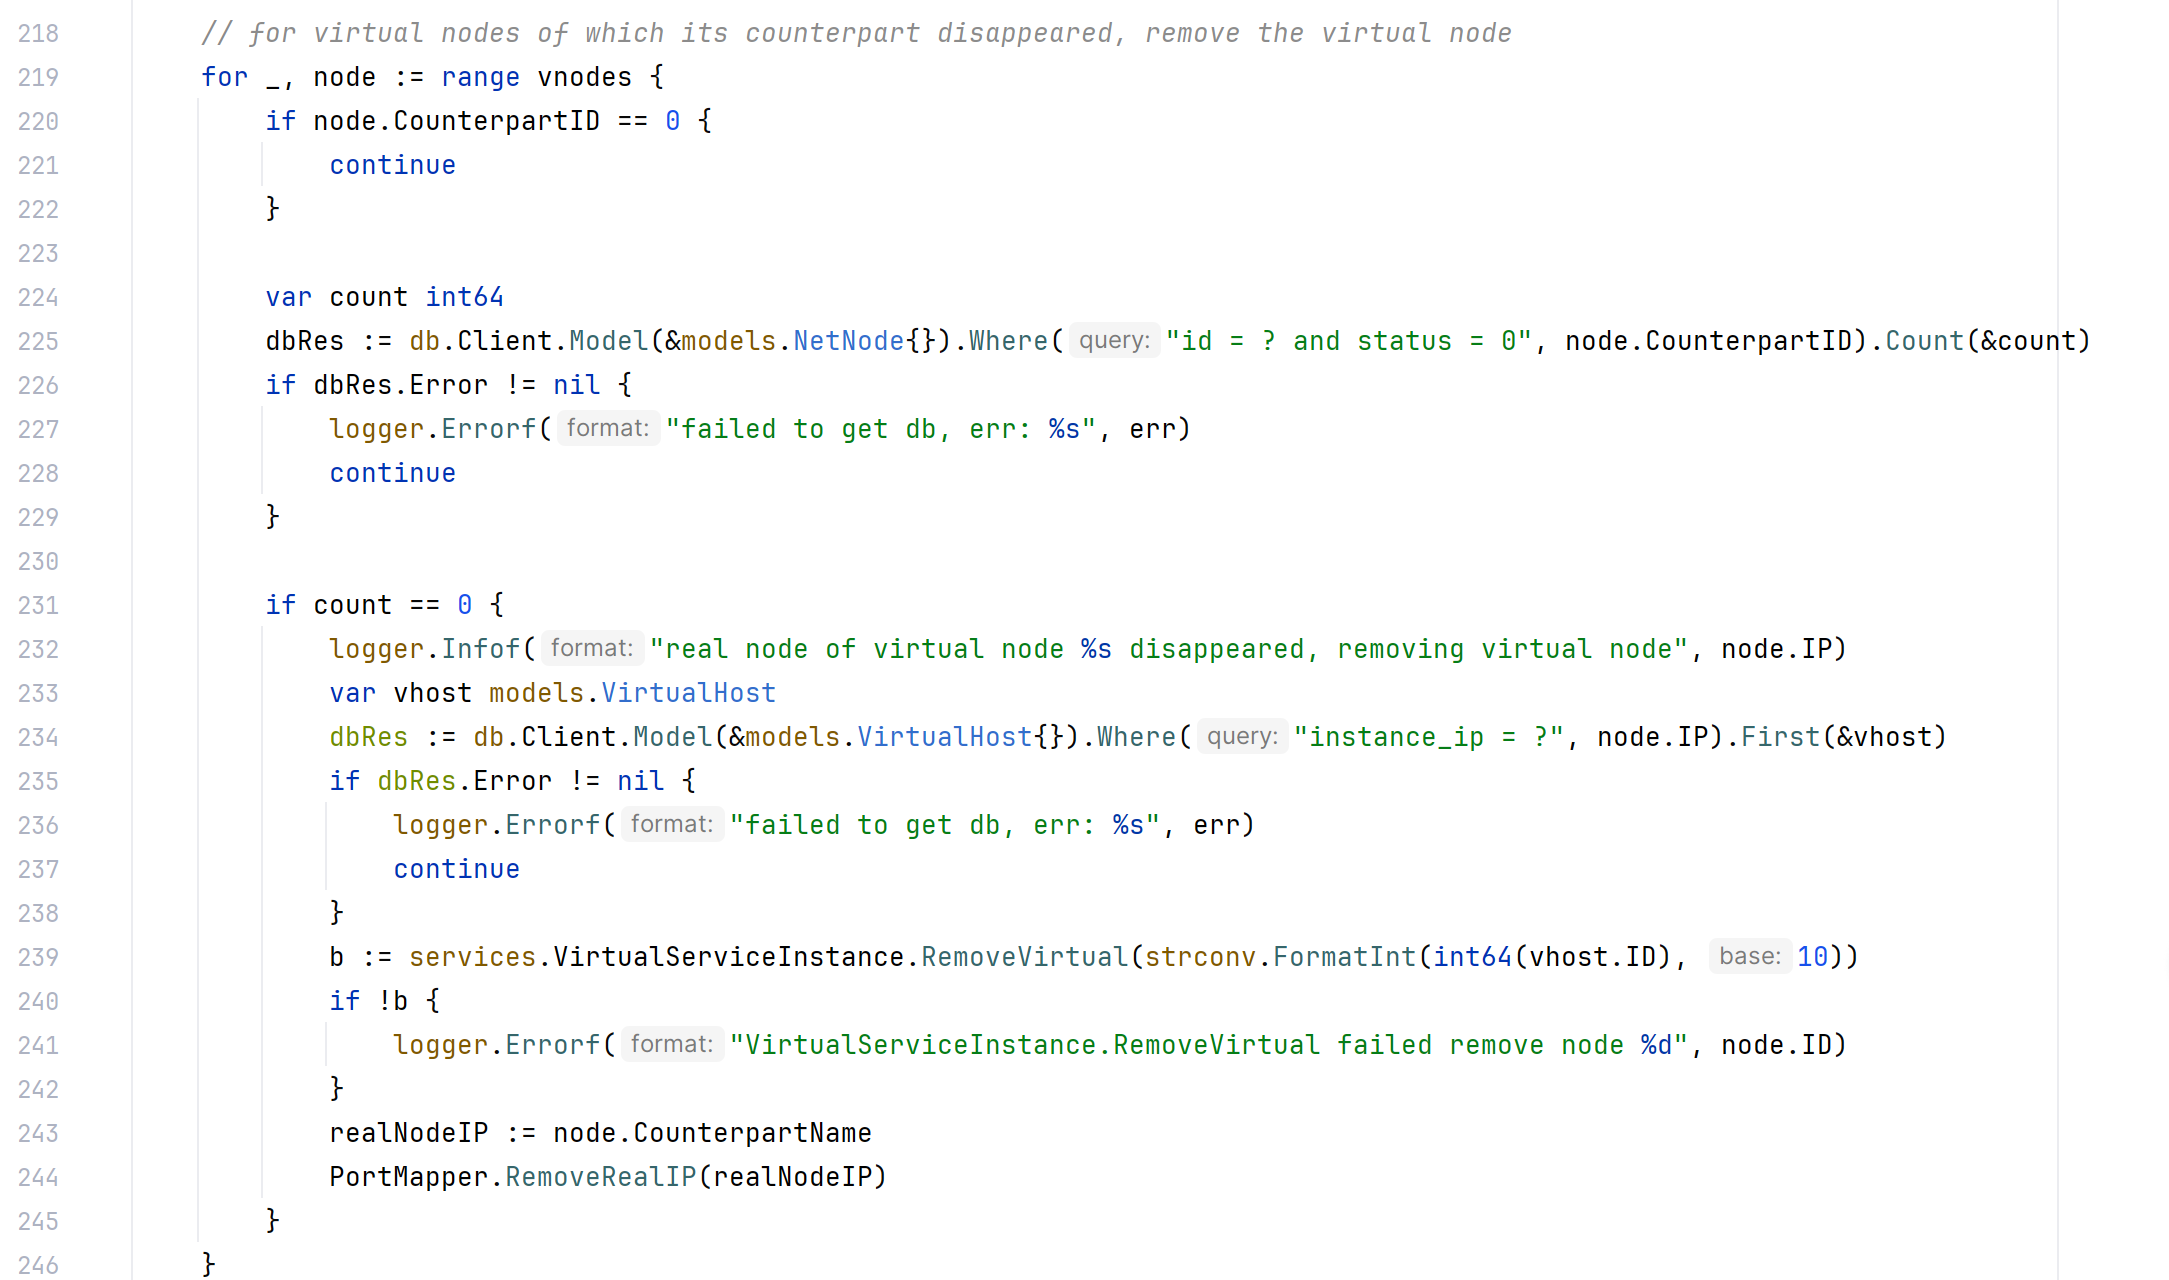 218 // for virtual nodes of which its counterpart disappeared, remove the virtual node
219 for _, node := range vnodes {
220 if node.CounterpartID == 0 {
221 continue
222 }
223
224 var count int64
225 dbRes := db.Client.Model(&models.NetNode{}).Where( query: "id = ? and status = 0", node.CounterpartID).Count(&count)
226 if dbRes.Error != nil {
227 logger.Errorf( format: "failed to get db, err: %s", err)
228 continue
229 }
230
231 if count == 0 {
232 logger.Infof( format: "real node of virtual node %s disappeared, removing virtual node", node.IP)
233 var vhost models.VirtualHost
234 dbRes := db.Client.Model(&models.VirtualHost{}).Where( query: "instance_ip = ?", node.IP).First(&vhost)
235 if dbRes.Error != nil {
236 logger.Errorf( format: "failed to get db, err: %s", err)
237 continue
238 }
239 b := services.VirtualServiceInstance.RemoveVirtual(strconv.FormatInt(int64(vhost.ID), base: 10))
240 if !b {
241 logger.Errorf( format: "VirtualServiceInstance.RemoveVirtual failed remove node %d", node.ID)
242 }
243 realNodeIP := node.CounterpartName
244 PortMapper.RemoveRealIP(realNodeIP)
245 }
246 }